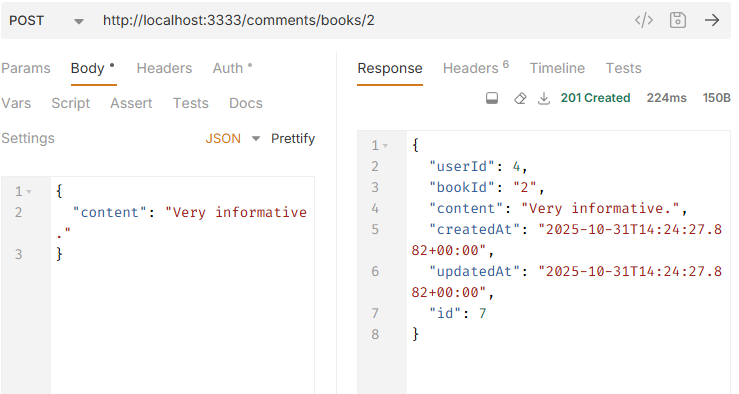 POST http://localhost:3333/comments/books/2 </>
Params Body Headers Auth
Vars Script Assert Tests Docs
Settings JSON Prettify
1 {
2 "content": "Very informative
."
3 }
Response Headers 6 Timeline Tests
201 Created 224ms 150B
1 {
2 "userId": 4,
3 "bookId": "2",
4 "content": "Very informative.",
5 "createdAt": "2025-10-31T14:24:27.8
82+00:00",
6 "updatedAt": "2025-10-31T14:24:27.8
82+00:00",
7 "id": 7
8 }